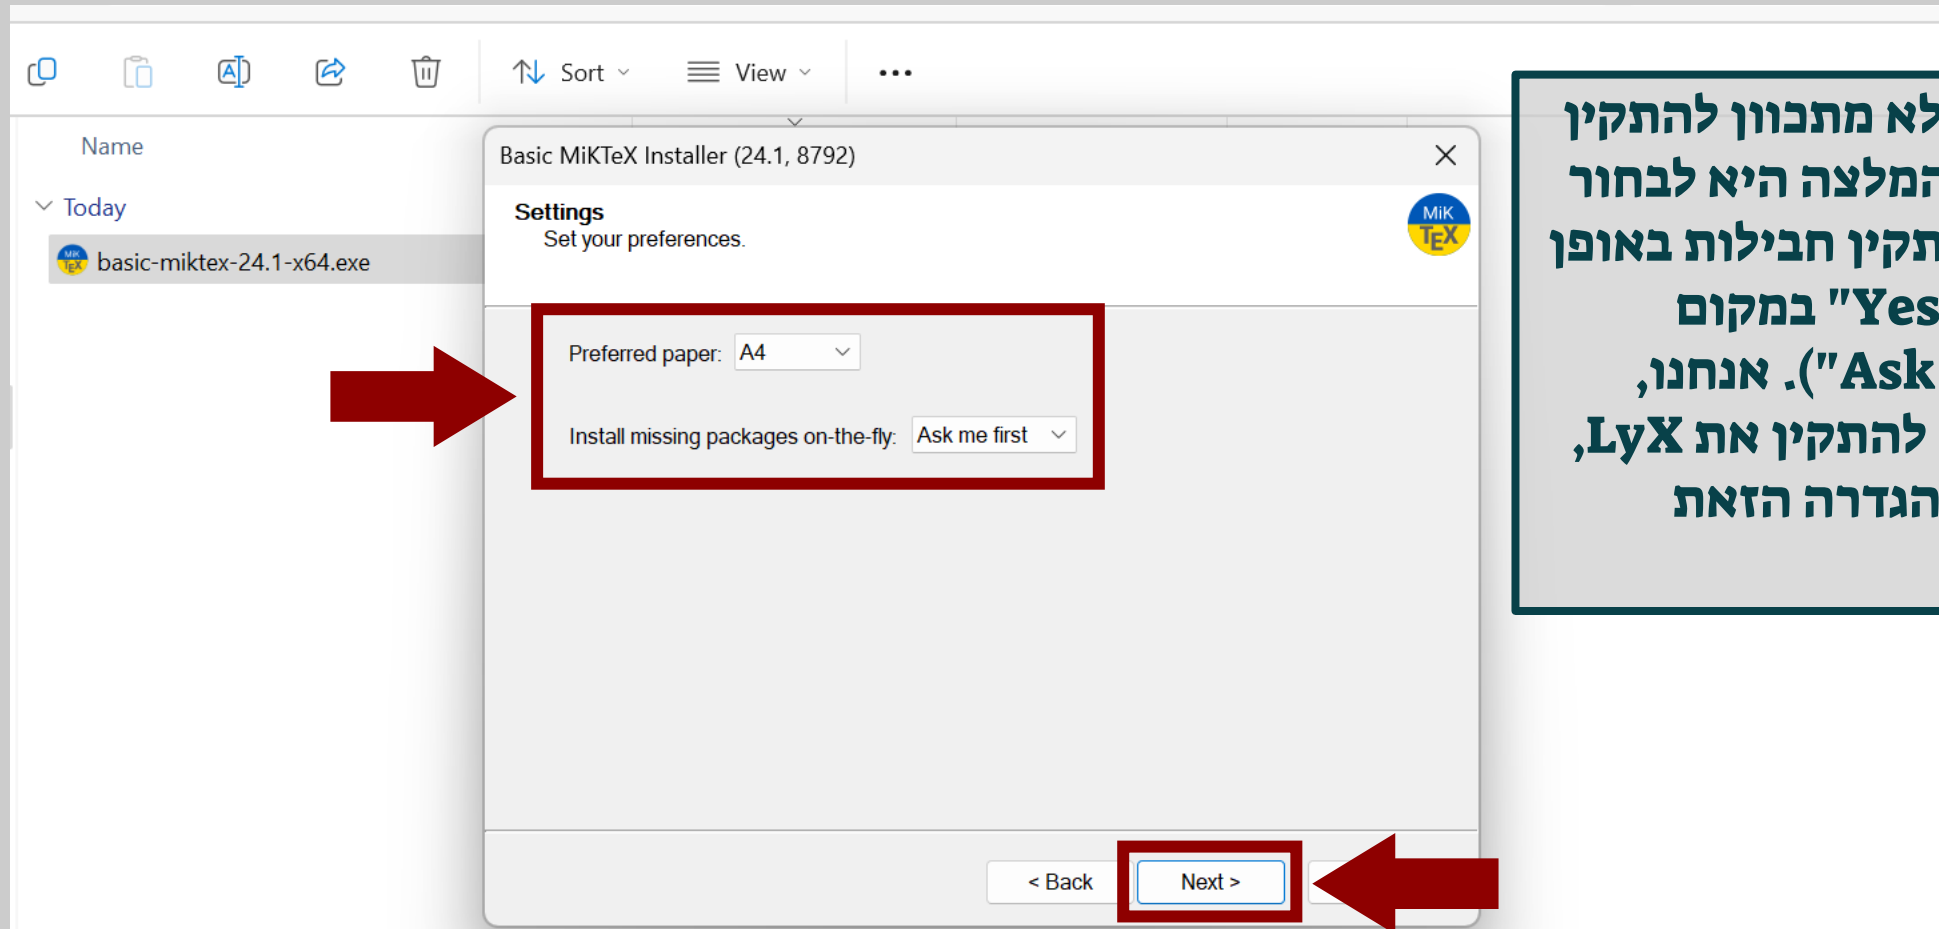 Sort
View
Name
Today
basic-miktex-24.1-x64.exe
Basic MiKTeX Installer (24.1, 8792)
Settings
Set your preferences.
MiK
TEX
Preferred paper: A4
Install missing packages on-the-fly: Ask me first
< Back
Next >
לא מתכוון להתקין
המלצה היא לבחור
תקין חבילות באופן
Yes" במקום
Ask"). אנחנו,
להתקין את LyX,
הגדרה הזאת